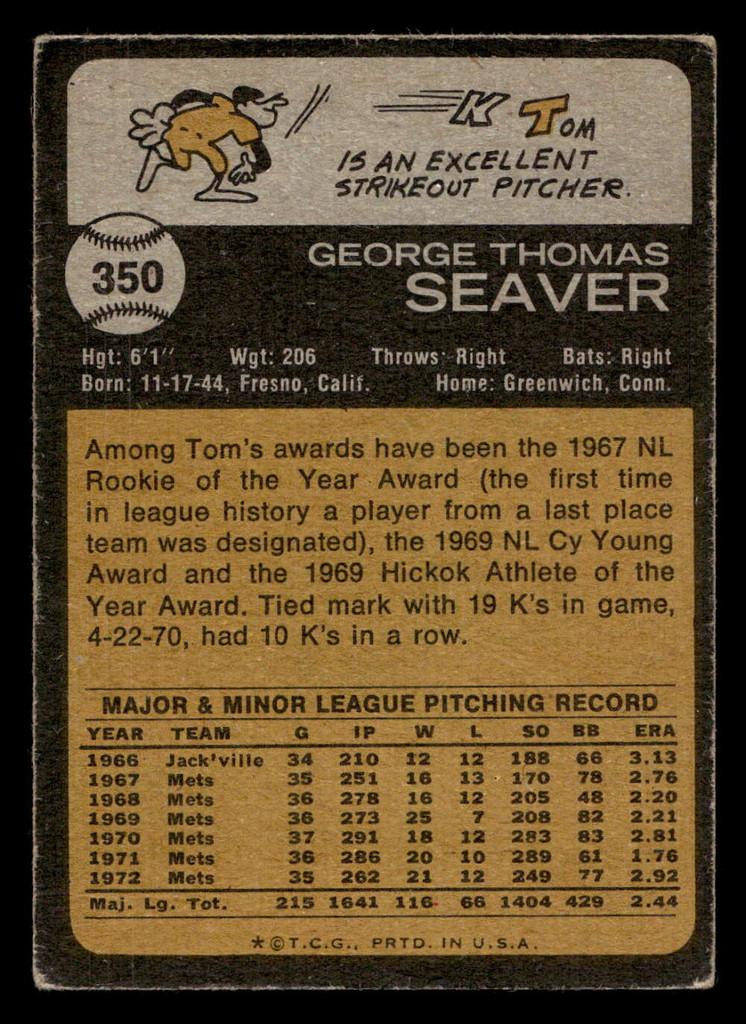 K TOM
IS AN EXCELLENT
STRIKEOUT PITCHER.
350
GEORGE THOMAS
SEAVER
Hgt: 6'1" Wgt: 206 Throws: Right Bats: Right
Born: 11-17-44, Fresno, Calif. Home: Greenwich, Conn.
Among Tom's awards have been the 1967 NL
Rookie of the Year Award (the first time
in league history a player from a last place
team was designated), the 1969 NL Cy Young
Award and the 1969 Hickok Athlete of the
Year Award. Tied mark with 19 K's in game,
4-22-70, had 10 K's in a row.
MAJOR & MINOR LEAGUE PITCHING RECORD
YEAR TEAM G IP W L SO BB ERA
1966 Jack'ville 34 210 12 12 188 66 3.13
1967 Mets 35 251 16 13 170 78 2.76
1968 Mets 36 278 16 12 205 48 2.20
1969 Mets 36 273 25 7 208 82 2.21
1970 Mets 37 291 18 12 283 83 2.81
1971 Mets 36 286 20 10 289 61 1.76
1972 Mets 35 262 21 12 249 77 2.92
Maj. Lg. Tot. 215 1641 116 66 1404 429 2.44
*©T.C.G., PRTD. IN U.S.A.